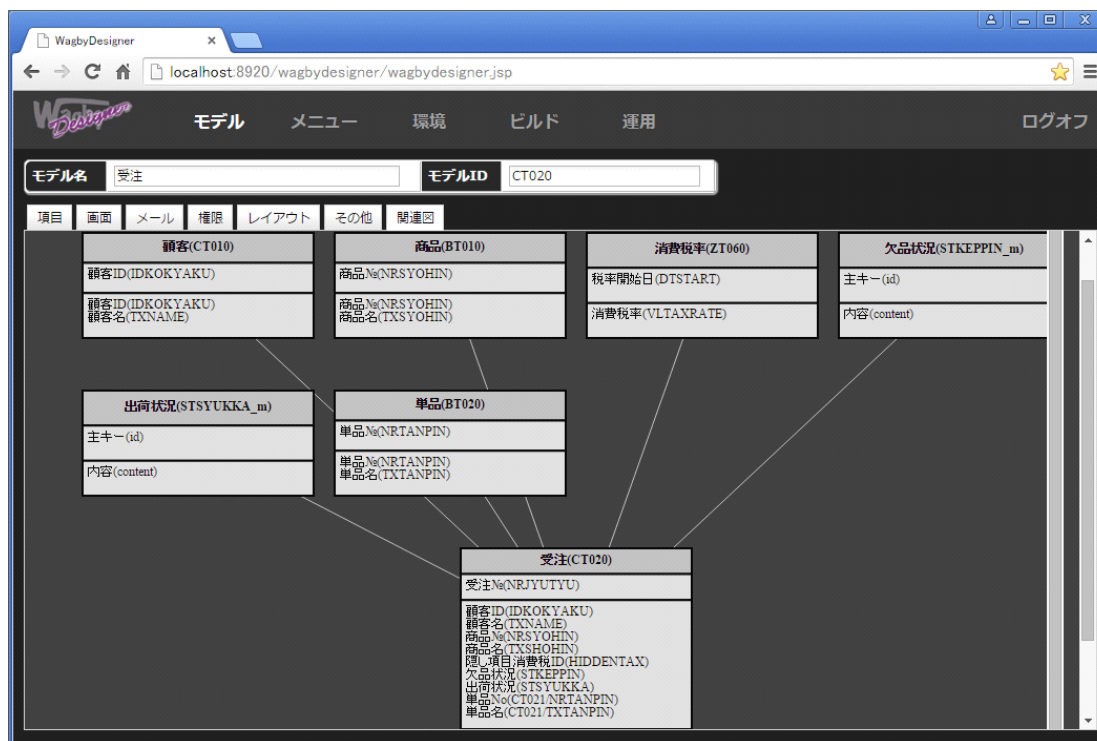 WagbyDesigner
localhost:8920/wagbydesigner/wagbydesigner.jsp
Wagby Designer
モデル メニュー 環境 ビルド 運用 ログオフ
モデル名 受注 モデルID CT020
項目 画面 メール 権限 レイアウト その他 関連図
顧客(CT010)
顧客ID(IDKOKYAKU)
顧客ID(IDKOKYAKU)
顧客名(TXNAME)
商品(BT010)
商品№(NRSYOHIN)
商品№(NRSYOHIN)
商品名(TXSYOHIN)
消費税率(ZT060)
税率開始日(DTSTART)
消費税率(VLTAXRATE)
欠品状況(STKEPPIN_m)
主キー(id)
内容(content)
出荷状況(STSYUKKA_m)
主キー(id)
内容(content)
単品(BT020)
単品№(NRTANPIN)
単品№(NRTANPIN)
単品名(TXTANPIN)
受注(CT020)
受注№(NRJYUTYU)
顧客ID(IDKOKYAKU)
顧客名(TXNAME)
商品№(NRSYOHIN)
商品名(TXSHOHIN)
隠し項目消費税ID(HIDDENTAX)
欠品状況(STKEPPIN)
出荷状況(STSYUKKA)
単品No(CT021/NRTANPIN)
単品名(CT021/TXTANPIN)